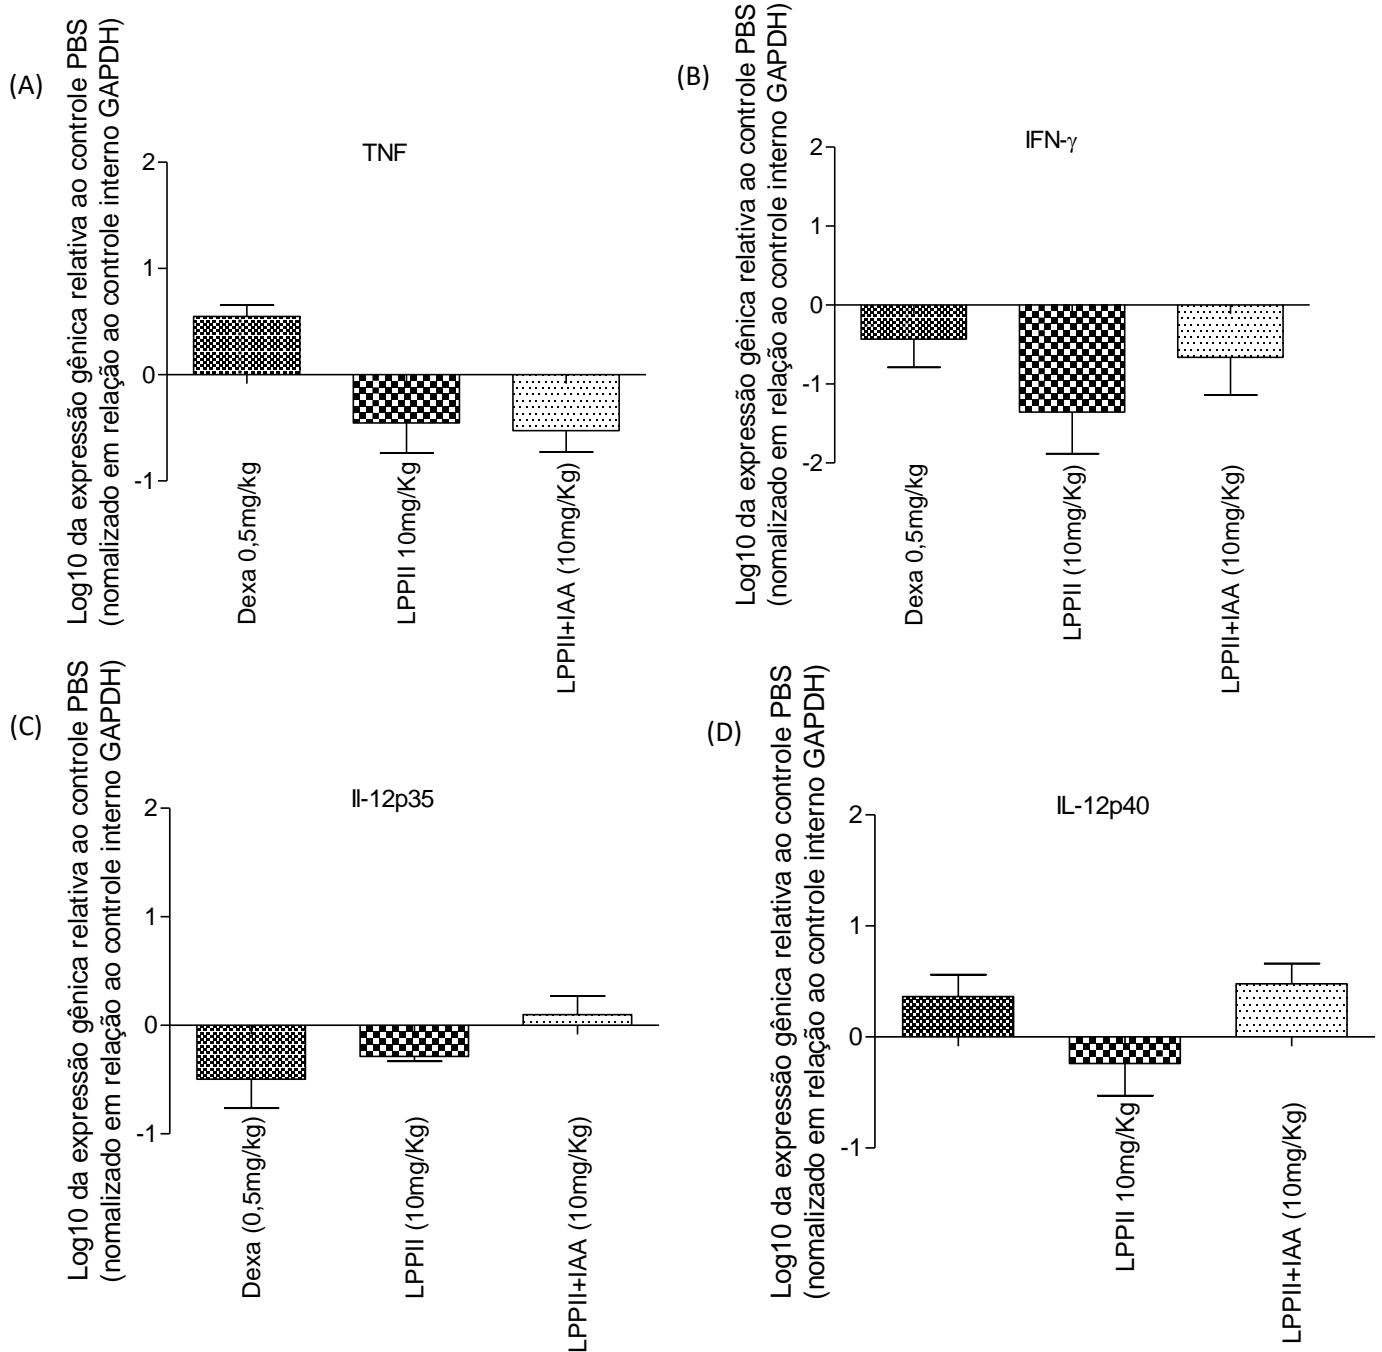 (A)
Log10 da expressão gênica relativa ao controle PBS
(nomalizado em relação ao controle interno GAPDH)
TNF
2
1
0
-1
Dexa 0,5mg/kg
LPPII 10mg/Kg
LPPII+IAA (10mg/Kg)
(B)
Log10 da expressão gênica relativa ao controle PBS
(nomalizado em relação ao controle interno GAPDH)
IFN-γ
2
1
0
-1
-2
Dexa 0,5mg/kg
LPPII (10mg/Kg)
LPPII+IAA (10mg/Kg)
(C)
Log10 da expressão gênica relativa ao controle PBS
(nomalizado em relação ao controle interno GAPDH)
Il-12p35
2
1
0
-1
Dexa (0,5mg/kg)
LPPII (10mg/Kg)
LPPII+IAA (10mg/Kg)
(D)
Log10 da expressão gênica relativa ao controle PBS
(nomalizado em relação ao controle interno GAPDH)
IL-12p40
2
1
0
-1
LPPII 10mg/Kg
LPPII+IAA (10mg/Kg)